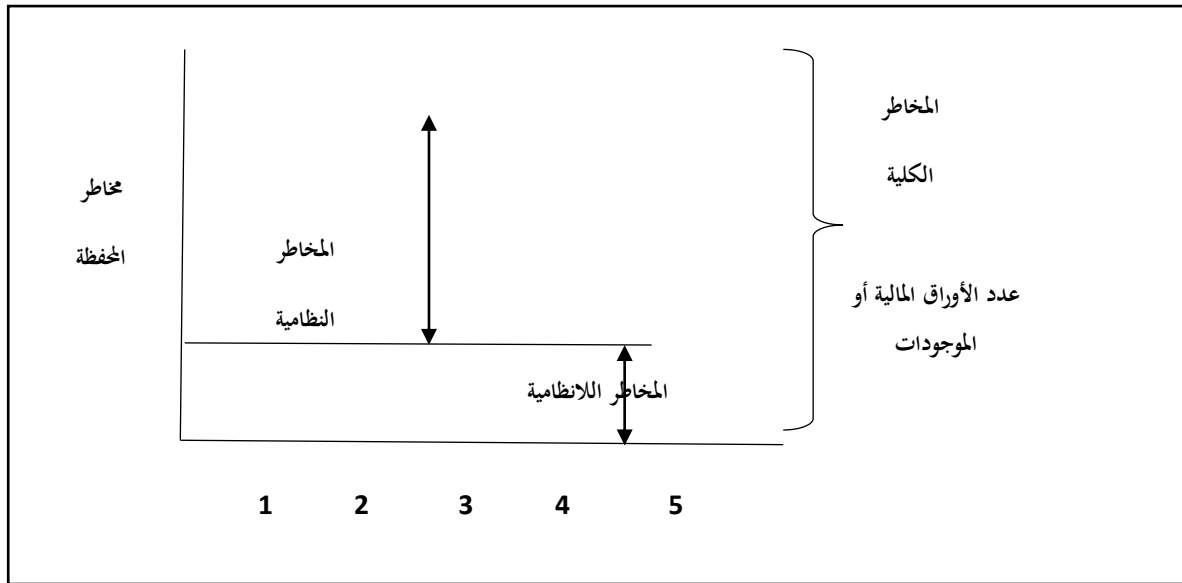 المخاطر
الكلية
مخاطر
المحفظة
المخاطر
النظامية
عدد الأوراق المالية أو
الموجودات
المخاطر اللانظامية
1 2 3 4 5